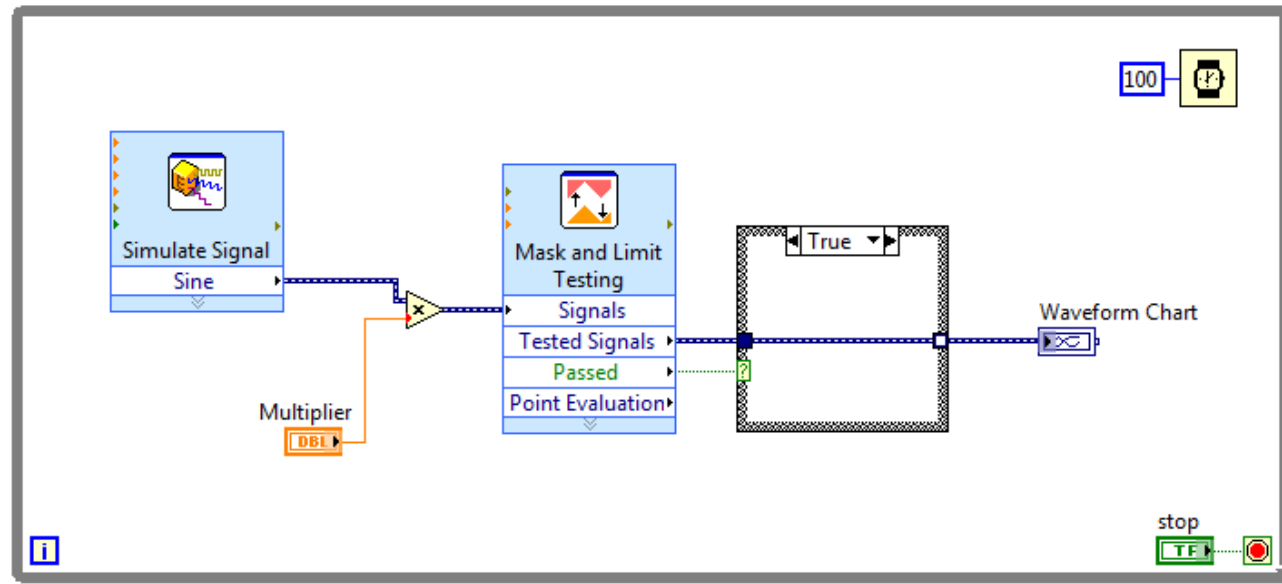 100
Simulate Signal
Sine
Mask and Limit
Testing
Signals
Tested Signals
Passed
Point Evaluation
True
?
Waveform Chart
x
Multiplier
DBL
stop
TF
i